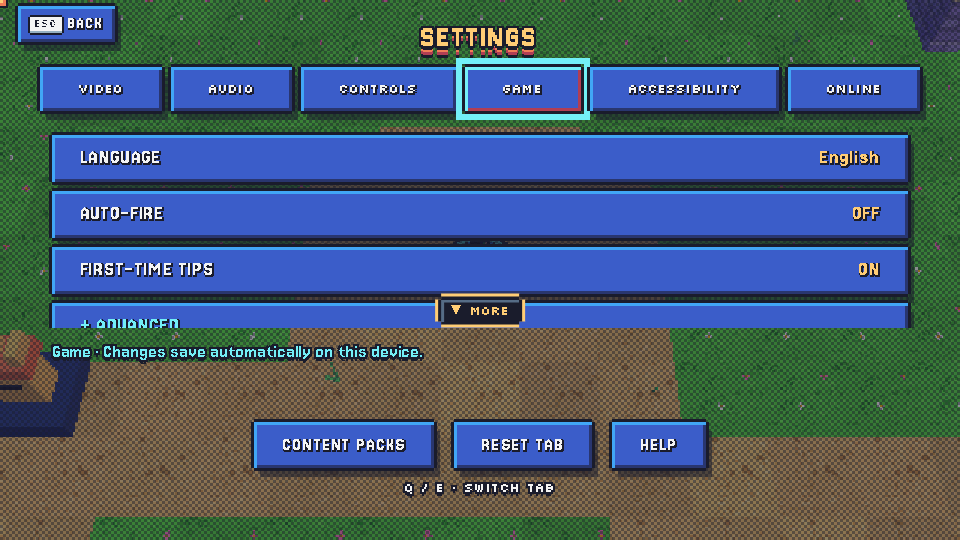 ESC BACK
SETTINGS
VIDEO AUDIO CONTROLS GAME ACCESSIBILITY ONLINE
LANGUAGE English
AUTO-FIRE OFF
FIRST-TIME TIPS ON
+ ADVANCED
▼ MORE
Game · Changes save automatically on this device.
CONTENT PACKS RESET TAB HELP
Q / E · SWITCH TAB